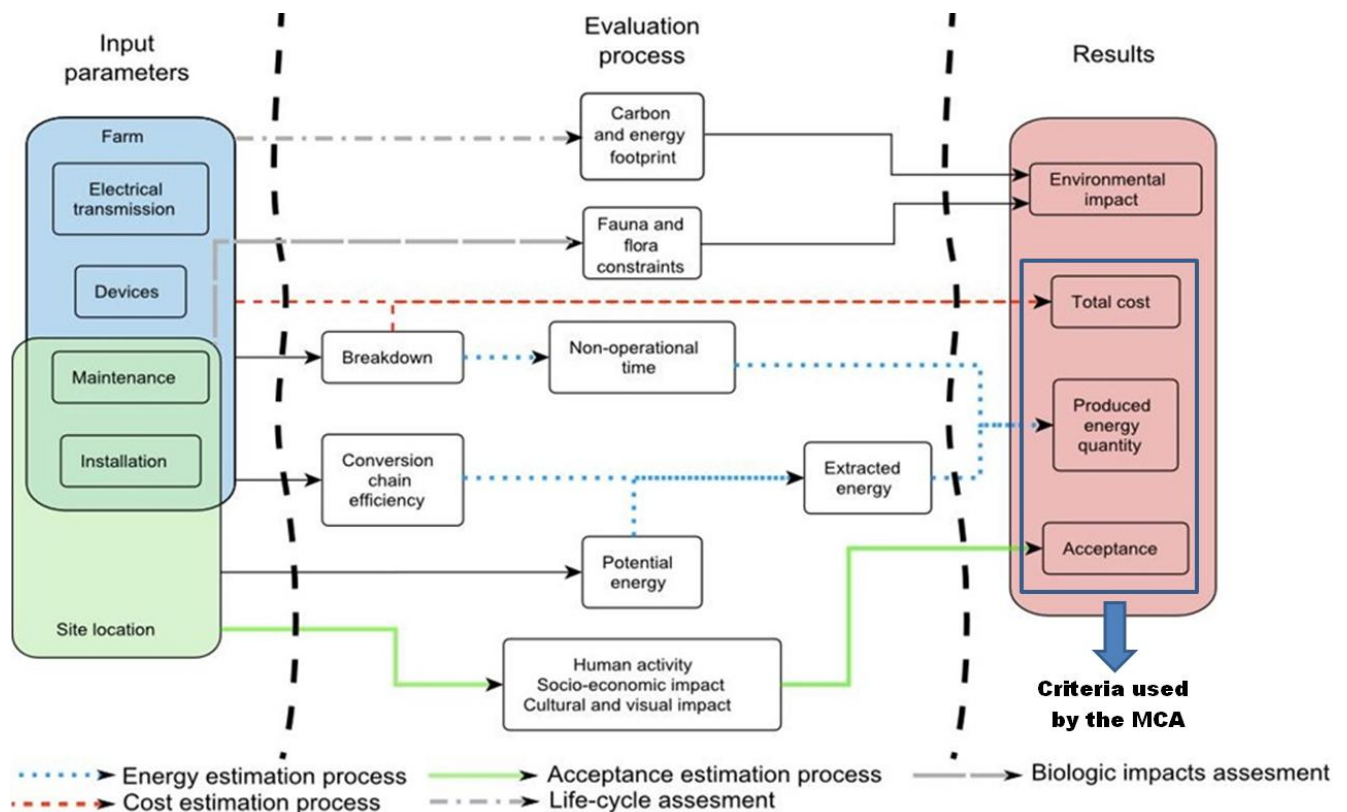 Input
parameters
Evaluation
process
Results
Farm
Electrical
transmission
Devices
Maintenance
Installation
Site location
Carbon
and energy
footprint
Fauna and
flora
constraints
Breakdown
Non-operational
time
Conversion
chain
efficiency
Extracted
energy
Potential
energy
Human activity
Socio-economic impact
Cultural and visual impact
Environmental
impact
Total cost
Produced
energy
quantity
Acceptance
Criteria used
by the MCA
Energy estimation process
Cost estimation process
Acceptance estimation process
Life-cycle assesment
Biologic impacts assesment